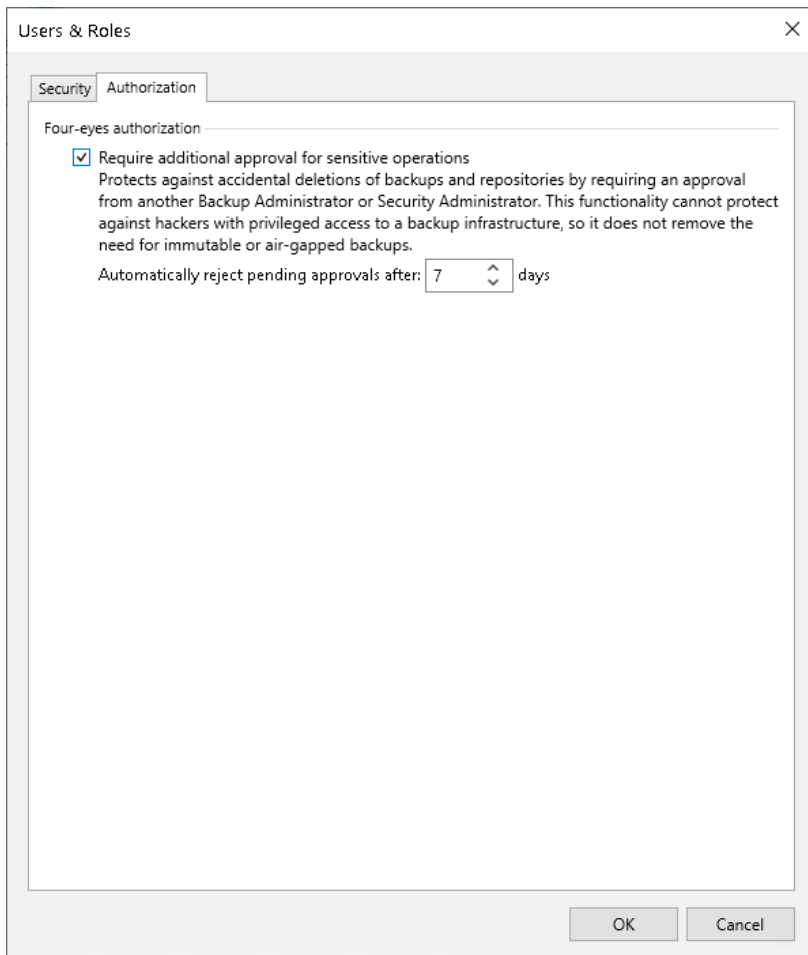 Users & Roles
Security
Authorization
Four-eyes authorization
Require additional approval for sensitive operations
Protects against accidental deletions of backups and repositories by requiring an approval
from another Backup Administrator or Security Administrator. This functionality cannot protect
against hackers with privileged access to a backup infrastructure, so it does not remove the
need for immutable or air-gapped backups.
Automatically reject pending approvals after: 7 days
OK
Cancel